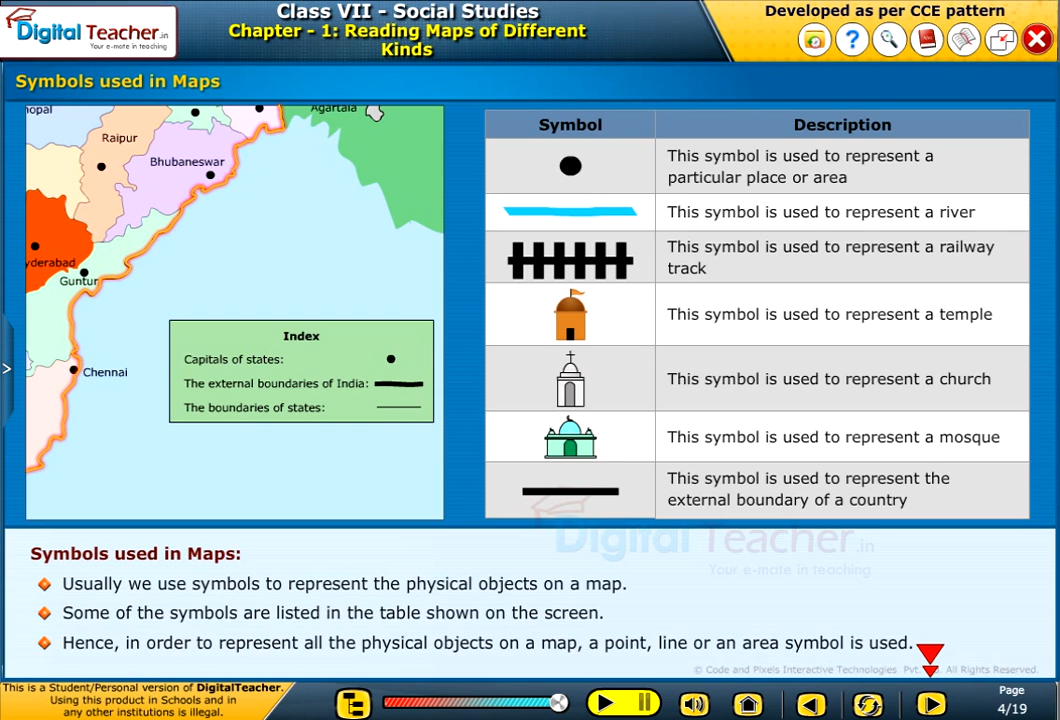 Digital Teacher.in
Your e-mate in teaching
Class VII - Social Studies
Chapter - 1: Reading Maps of Different
Kinds
Developed as per CCE pattern
?
Symbols used in Maps
opal
Agartala
Raipur
Bhubaneswar
yderabad
Guntur
Chennai
Index
Capitals of states:
The external boundaries of India:
The boundaries of states:
>
Symbol Description
This symbol is used to represent a
particular place or area
This symbol is used to represent a river
This symbol is used to represent a railway
track
This symbol is used to represent a temple
This symbol is used to represent a church
This symbol is used to represent a mosque
This symbol is used to represent the
external boundary of a country
Digital Teacher.in
Your e-mate in teaching
Symbols used in Maps:
Usually we use symbols to represent the physical objects on a map.
Some of the symbols are listed in the table shown on the screen.
Hence, in order to represent all the physical objects on a map, a point, line or an area symbol is used.
© Code and Pixels Interactive Technologies. Pvt. All Rights Reserved.
This is a Student/Personal version of DigitalTeacher.
Using this product in Schools and in
any other institutions is illegal.
Page
4/19